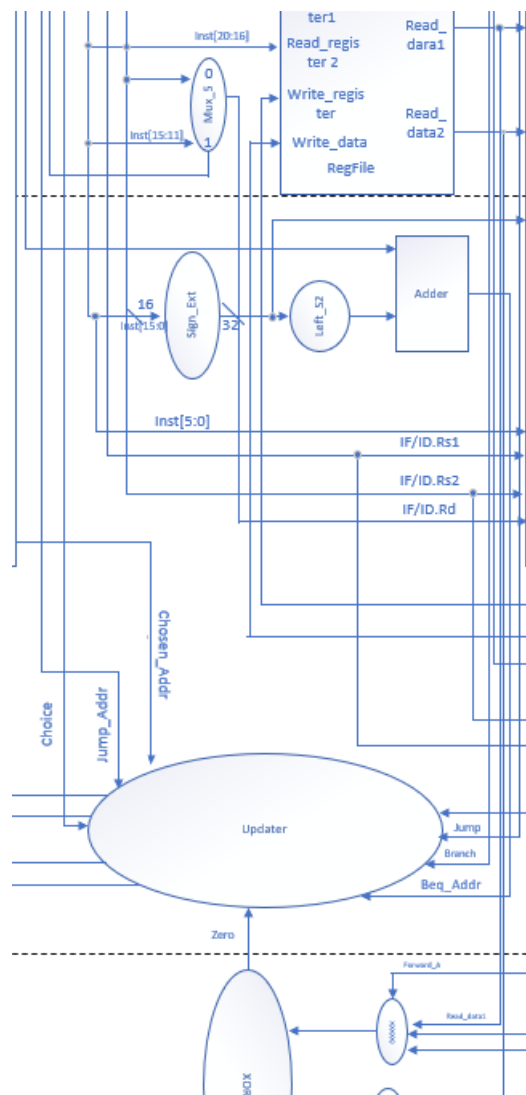 ter1
Inst[20:16]
Read_regis
ter 2
Read_
dara1
0
Mux_5
1
Write_regis
ter
Read_
data2
Inst[15:11]
Write_data
RegFile
16
Inst[15:0]
Sign_Ext
32
Left_S2
Adder
Inst[5:0]
IF/ID.Rs1
IF/ID.Rs2
IF/ID.Rd
Chosen_Addr
Jump_Addr
Choice
Updater
Jump
Branch
Beq_Addr
Zero
Forward_A
Read_data1
XOR